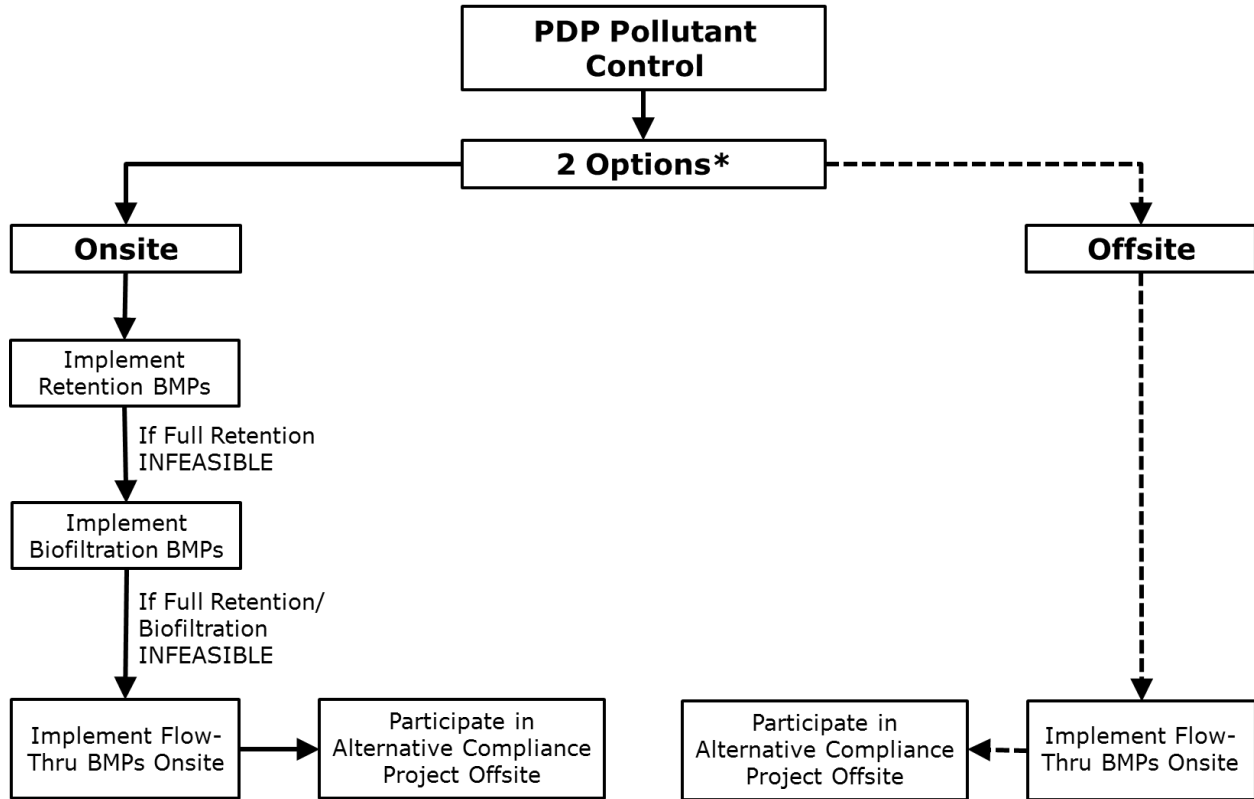 PDP Pollutant
Control
2 Options*
Onsite
Offsite
Implement
Retention BMPs
If Full Retention
INFEASIBLE
Implement
Biofiltration BMPs
If Full Retention/
Biofiltration
INFEASIBLE
Implement Flow-
Thru BMPs Onsite
Participate in
Alternative Compliance
Project Offsite
Participate in
Alternative Compliance
Project Offsite
Implement Flow-
Thru BMPs Onsite